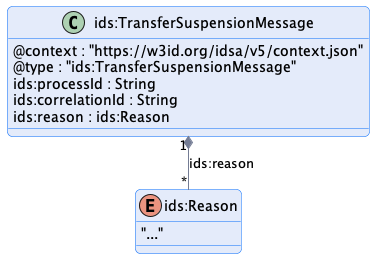 C ids:TransferSuspensionMessage
@context : "https://w3id.org/idsa/v5/context.json"
@type : "ids:TransferSuspensionMessage"
ids:processId : String
ids:correlationId : String
ids:reason : ids:Reason
1
ids:reason
*
E ids:Reason
"..."